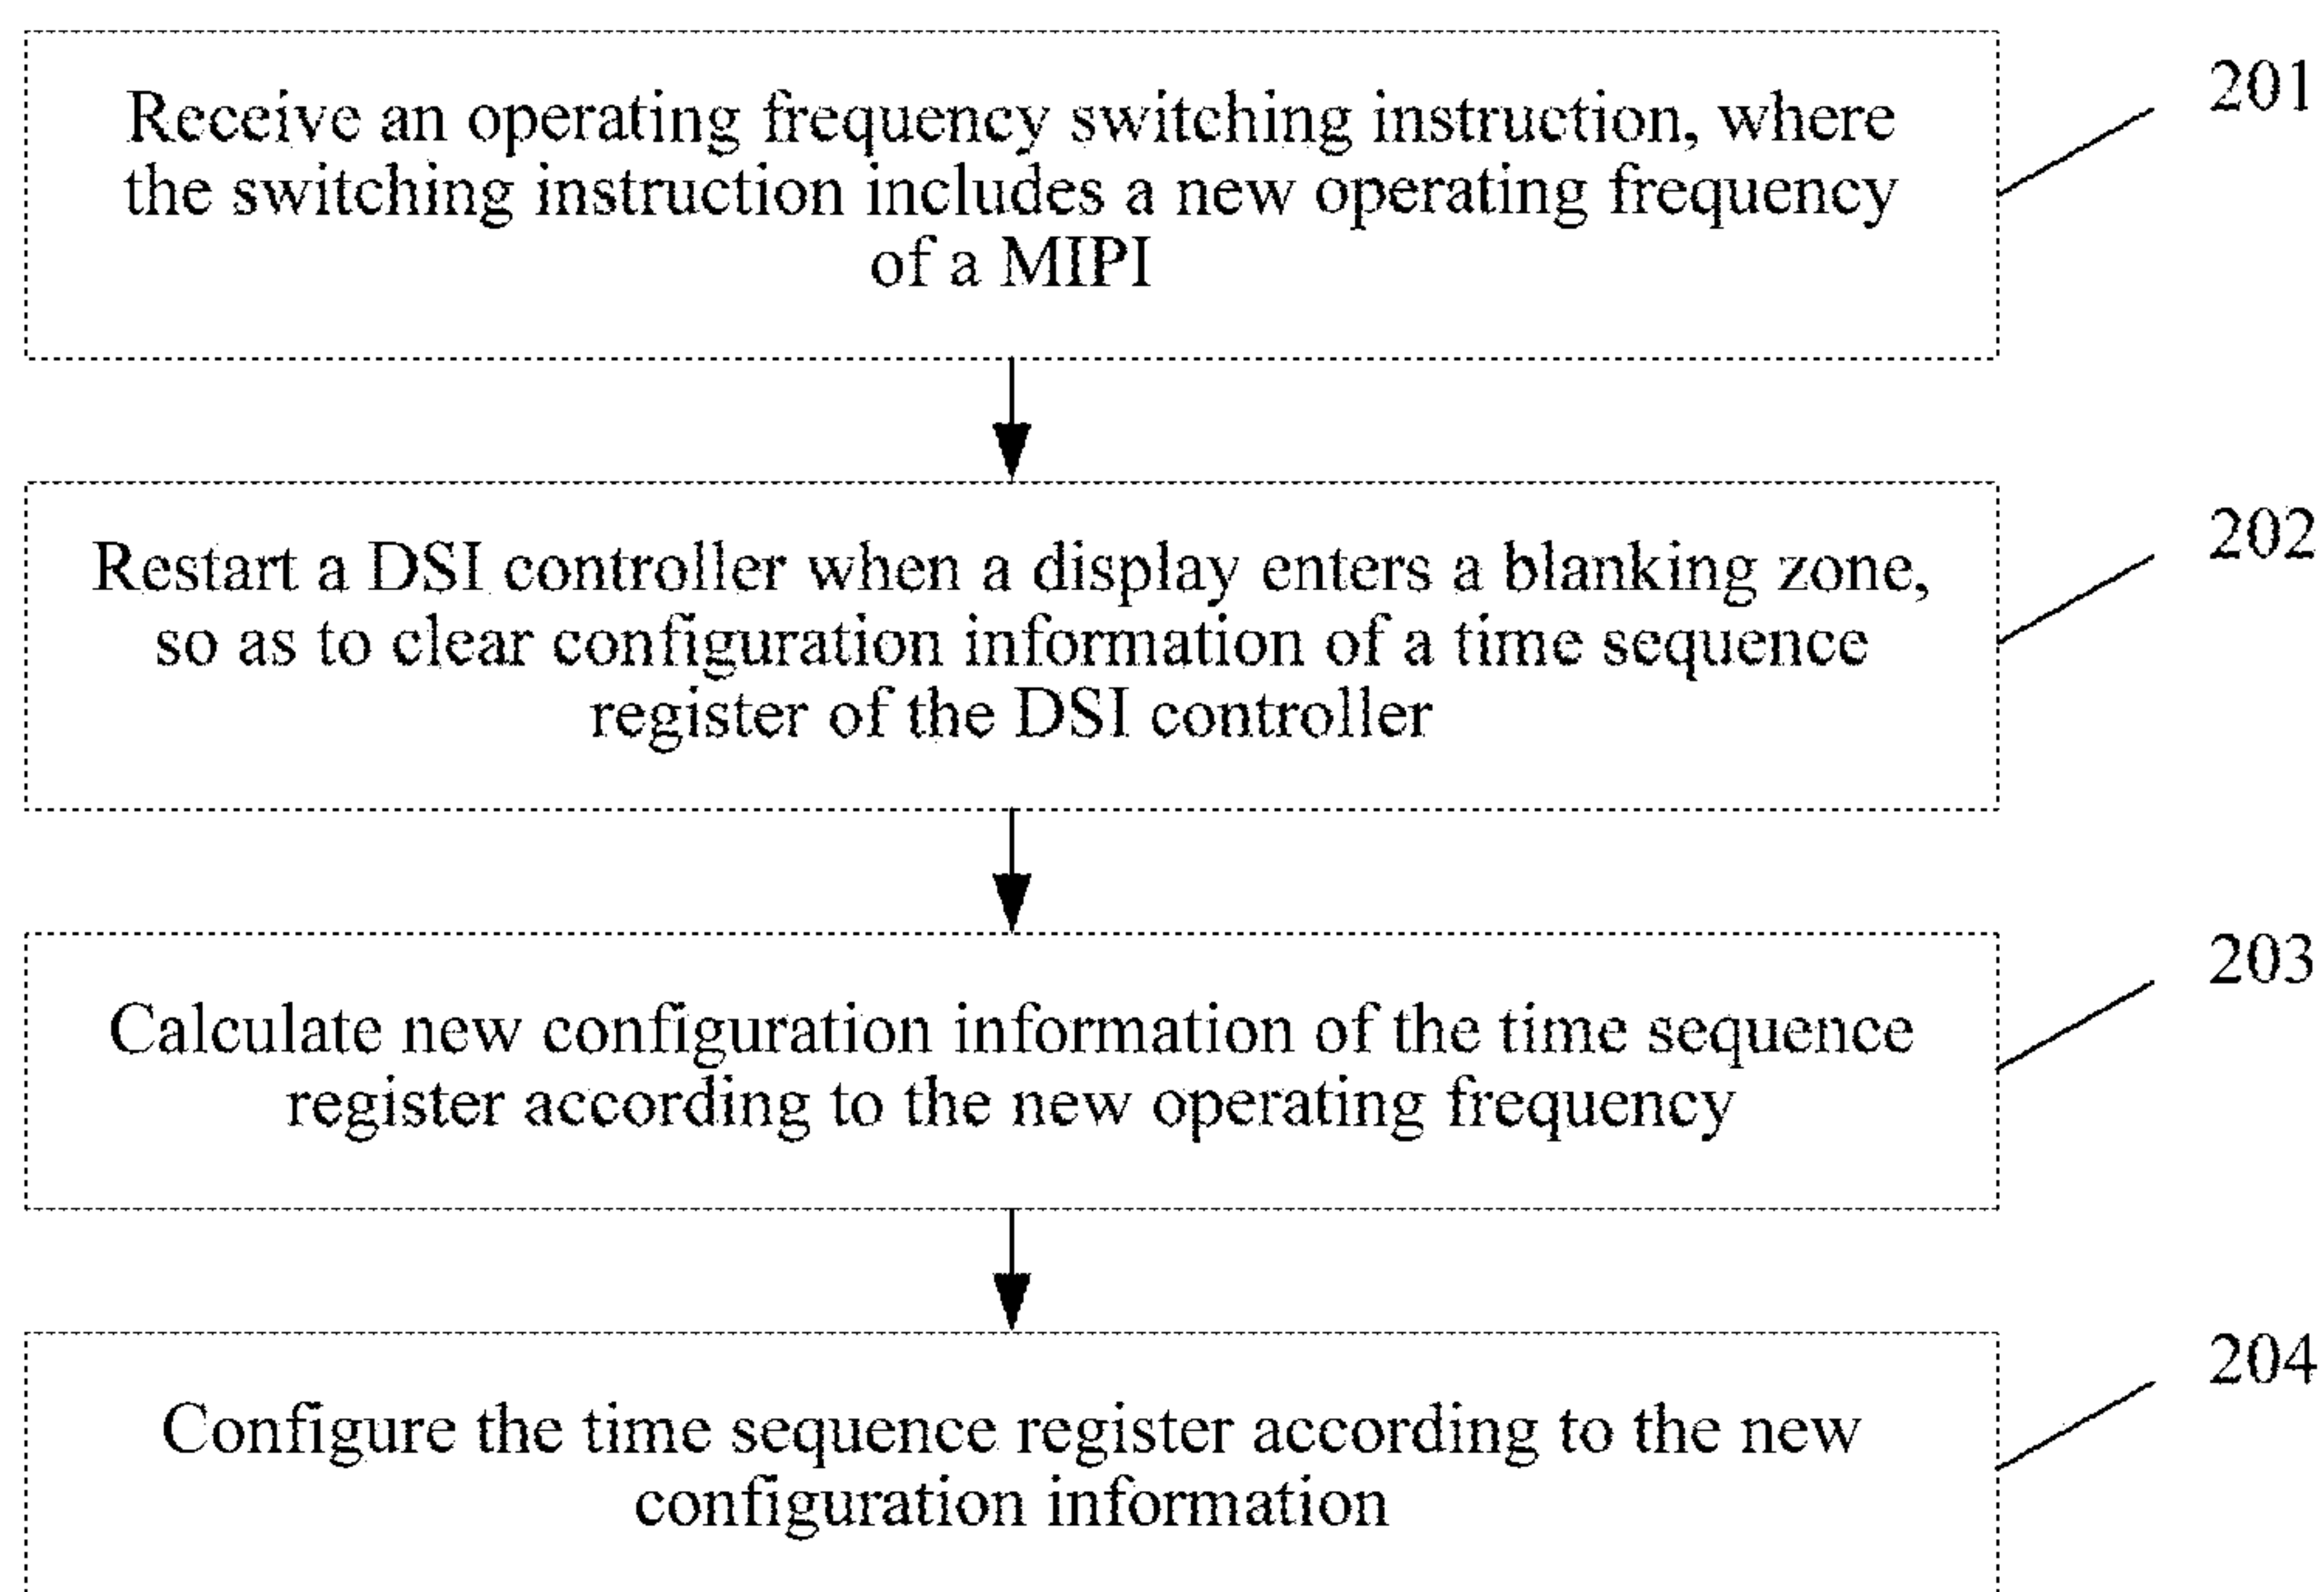 Receive an operating frequency switching instruction, where
the switching instruction includes a new operating frequency
of a MIPI
201
Restart a DSI controller when a display enters a blanking zone,
so as to clear configuration information of a time sequence
register of the DSI controller
202
Calculate new configuration information of the time sequence
register according to the new operating frequency
203
Configure the time sequence register according to the new
configuration information
204